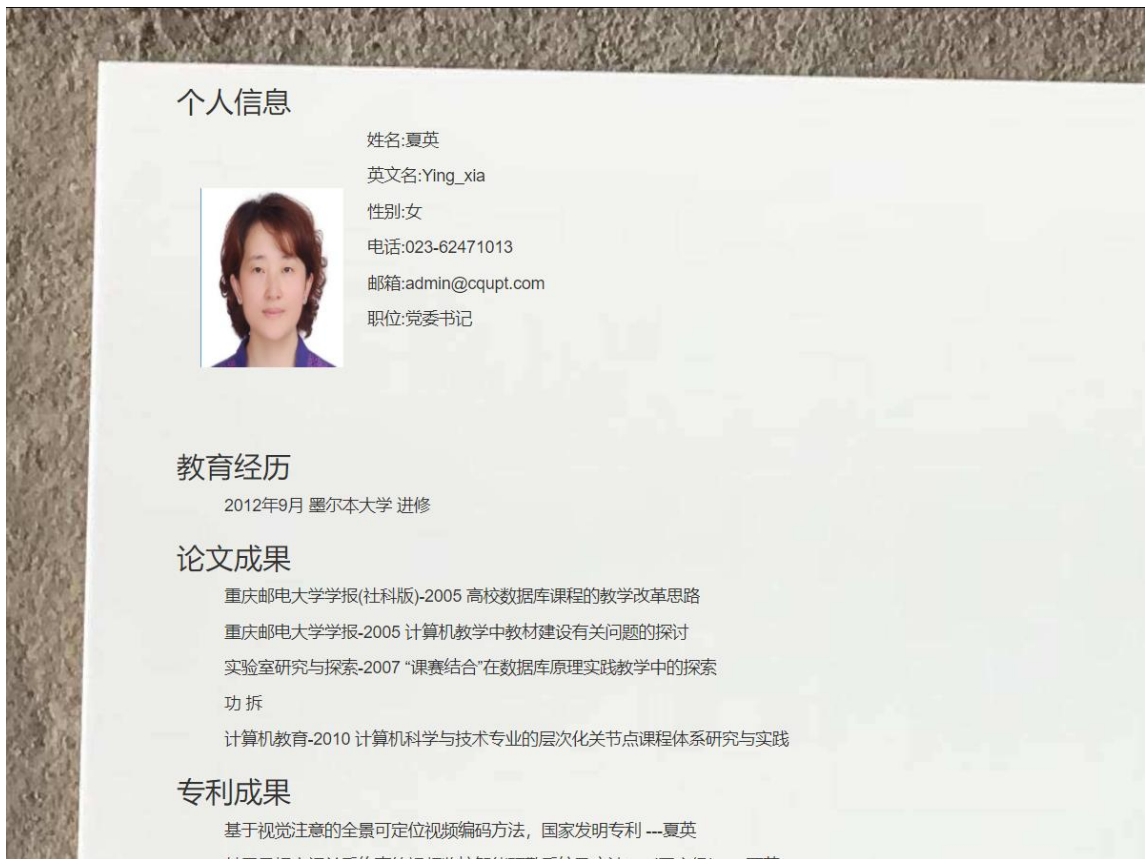 个人信息
姓名:夏英
英文名:Ying_xia
性别:女
电话:023-62471013
邮箱:admin@cqupt.com
职位:党委书记
教育经历
2012年9月 墨尔本大学 进修
论文成果
重庆邮电大学学报(社科版)-2005 高校数据库课程的教学改革思路
重庆邮电大学学报-2005 计算机教学中教材建设有关问题的探讨
实验室研究与探索-2007 “课赛结合”在数据库原理实践教学中的探索
功 拆
计算机教育-2010 计算机科学与技术专业的层次化关节点课程体系研究与实践
专利成果
基于视觉注意的全景可定位视频编码方法，国家发明专利 ---夏英